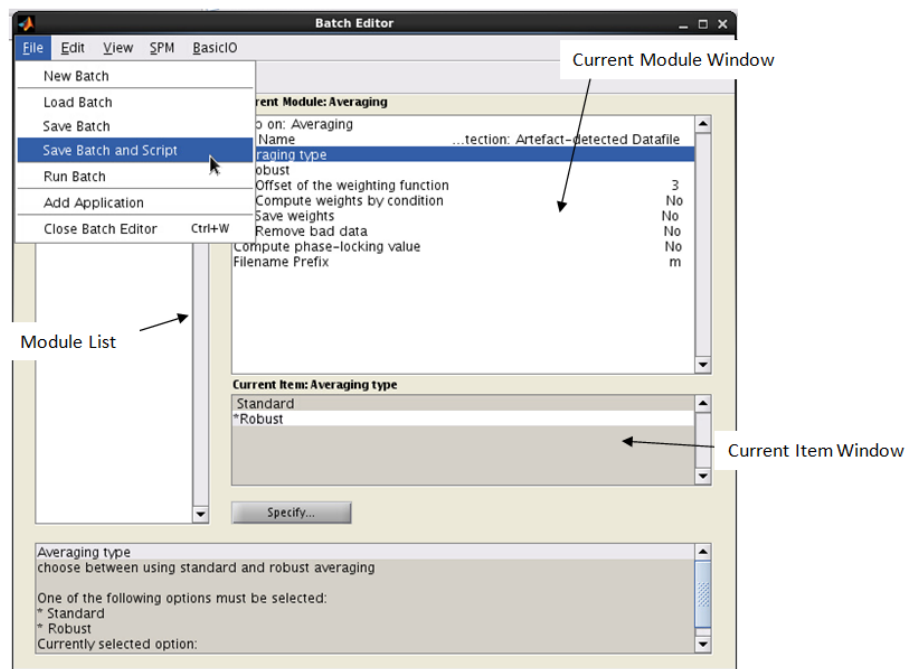 Batch Editor
File Edit View SPM BasicIO
Current Module Window
New Batch
Load Batch
Save Batch
Save Batch and Script
Run Batch
Add Application
Close Batch Editor Ctrl+W
rent Module: Averaging
o on: Averaging
Name ...tection: Artefact-detected Datafile
raging type
obust
Offset of the weighting function 3
Compute weights by condition No
Save weights No
Remove bad data No
Compute phase-locking value No
Filename Prefix m
Module List
Current Item: Averaging type
Standard
*Robust
Current Item Window
Specify...
Averaging type
choose between using standard and robust averaging
One of the following options must be selected:
* Standard
* Robust
Currently selected option: